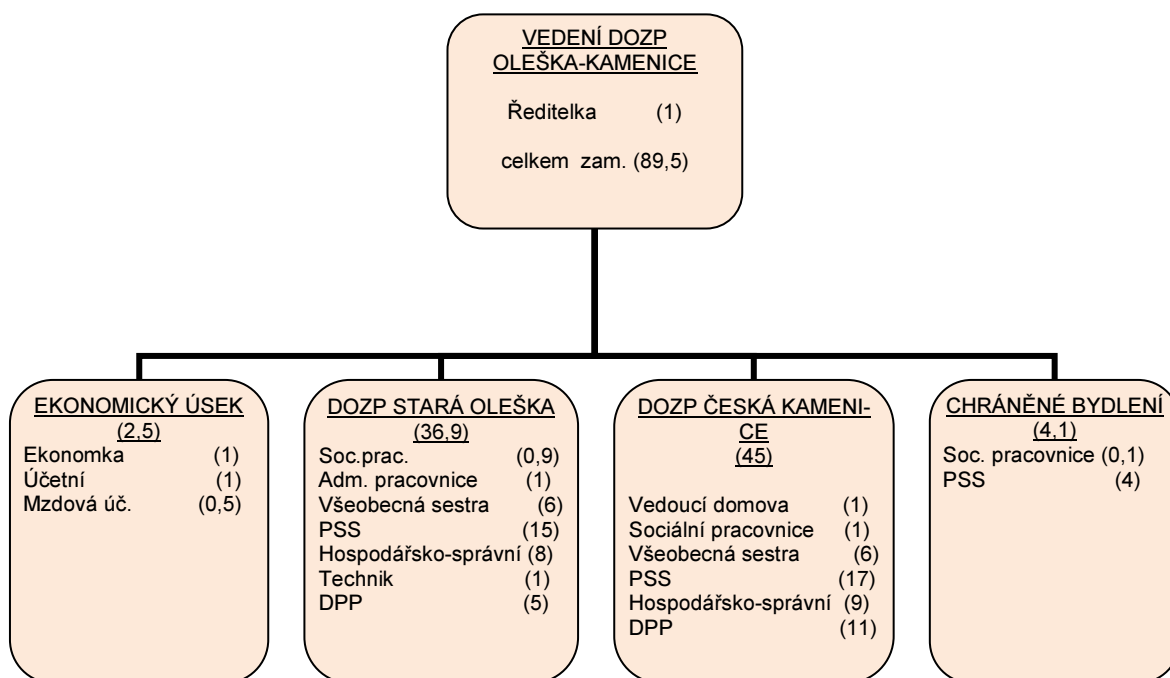 VEDENÍ DOZP
OLEŠKA-KAMENICE
Ředitelka (1)
celkem zam. (89,5)
EKONOMICKÝ ÚSEK
(2,5)
Ekonomka (1)
Účetní (1)
Mzdová úč. (0,5)
DOZP STARÁ OLEŠKA
(36,9)
Soc.prac. (0,9)
Adm. pracovnice (1)
Všeobecná sestra (6)
PSS (15)
Hospodářsko-správní (8)
Technik (1)
DPP (5)
DOZP ČESKÁ KAMENI-
CE
(45)
Vedoucí domova (1)
Sociální pracovnice (1)
Všeobecná sestra (6)
PSS (17)
Hospodářsko-správní (9)
DPP (11)
CHRÁNĚNÉ BYDLENÍ
(4,1)
Soc. pracovnice (0,1)
PSS (4)